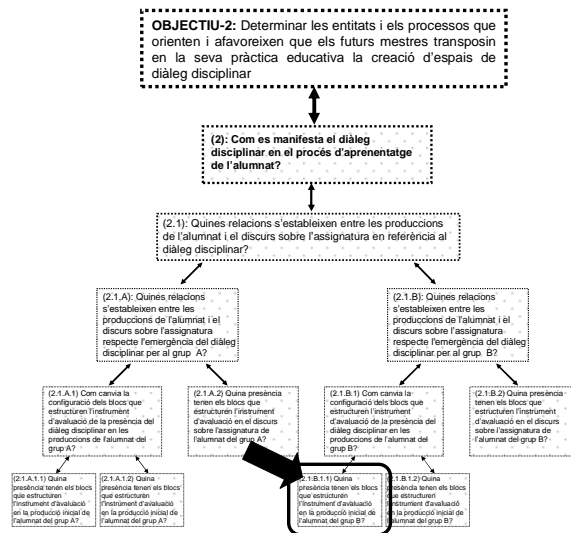 OBJECTIU-2: Determinar les entitats i els processos que
orienten i afavoreixen que els futurs mestres transposin
en la seva pràctica educativa la creació d'espais de
diàleg disciplinar
(2): Com es manifesta el diàleg
disciplinar en el procés d'aprenentatge
de l'alumnat?
(2.1): Quines relacions s'estableixen entre les produccions
de l'alumnat i el discurs sobre l'assignatura en referència al
diàleg disciplinar?
(2.1.A): Quines relacions
s'estableixen entre les
produccions de l'alumnat i el
discurs sobre l'assignatura
respecte l'emergència del diàleg
disciplinar per al grup A?
(2.1.B): Quines relacions
s'estableixen entre les
produccions de l'alumnat i el
discurs sobre l'assignatura
respecte l'emergència del diàleg
disciplinar per al grup B?
(2.1.A.1) Com canvia la
configuració dels blocs que
estructuren l'instrument
d'avaluació de la presència del
diàleg disciplinar en les
produccions de l'alumnat del
grup A?
(2.1.A.2) Quina presència
tenen els blocs que
estructuren l'instrument
d'avaluació en el discurs
sobre l'assignatura de
l'alumnat del grup A?
(2.1.B.1) Com canvia la
configuració dels blocs que
estructuren l'instrument
d'avaluació de la presència del
diàleg disciplinar en les
produccions de l'alumnat del
grup B?
(2.1.B.2) Quina presència
tenen els blocs que
estructuren l'instrument
d'avaluació en el discurs
sobre l'assignatura de
l'alumnat del grup B?
(2.1.A.1.1) Quina
presència tenen els blocs
que estructuren
l'instrument d'avaluació
en la producció inicial de
l'alumnat del grup A?
(2.1.A.1.2) Quina
presència tenen els blocs
que estructuren
l'instrument d'avaluació
en la producció inicial de
l'alumnat del grup A?
(2.1.B.1.1) Quina
presència tenen els blocs
que estructuren
l'instrument d'avaluació
en la producció inicial de
l'alumnat del grup B?
(2.1.B.1.2) Quina
presència tenen els blocs
que estructuren
l'instrument d'avaluació
en la producció inicial de
l'alumnat del grup B?